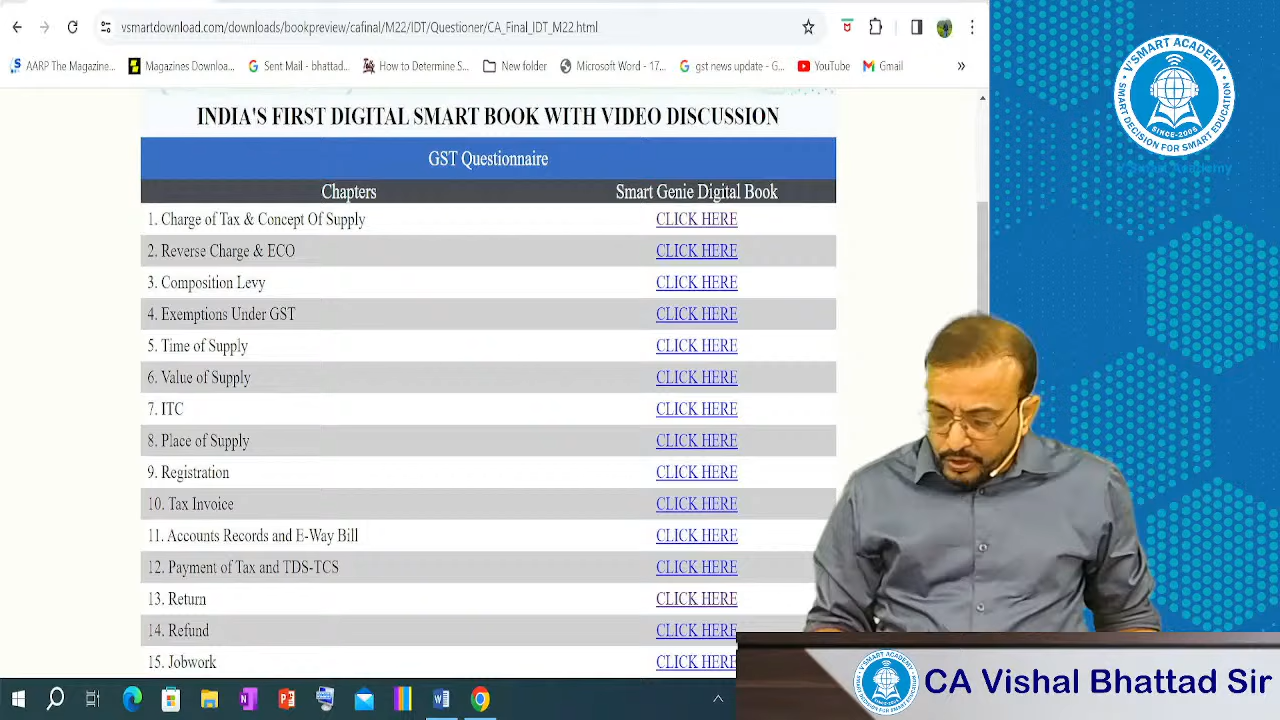 vsmartdownload.com/downloads/bookpreview/cafinal/M22/IDT/Questioner/CA_Final_IDT_M22.html
AARP The Magazine... Magazines Downloa... Sent Mail - bhattad... How to Define S... New folder Microsoft Word - 17... gst news update - G... YouTube Gmail »
V'SMART ACADEMY
SMART DECISION FOR SMART EDUCATION
SINCE-2005
V Smart Academy
INDIA'S FIRST DIGITAL SMART BOOK WITH VIDEO DISCUSSION
GST Questionnaire
Chapters Smart Genie Digital Book
1. Charge of Tax & Concept Of Supply CLICK HERE
2. Reverse Charge & ECO CLICK HERE
3. Composition Levy CLICK HERE
4. Exemptions Under GST CLICK HERE
5. Time of Supply CLICK HERE
6. Value of Supply CLICK HERE
7. ITC CLICK HERE
8. Place of Supply CLICK HERE
9. Registration CLICK HERE
10. Tax Invoice CLICK HERE
11. Accounts Records and E-Way Bill CLICK HERE
12. Payment of Tax and TDS-TCS CLICK HERE
13. Return CLICK HERE
14. Refund CLICK HERE
15. Jobwork CLICK HERE
CA Vishal Bhattad Sir